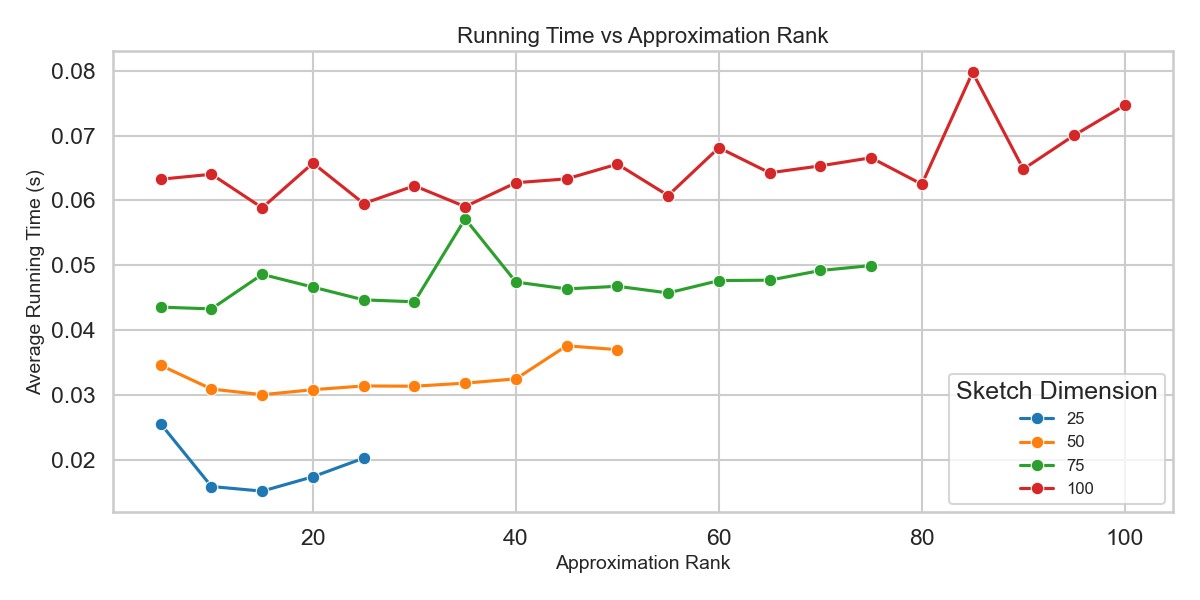 Running Time vs Approximation Rank
Average Running Time (s)
0.08
0.07
0.06
0.05
0.04
0.03
0.02
20 40 60 80 100
Approximation Rank
Sketch Dimension
25
50
75
100